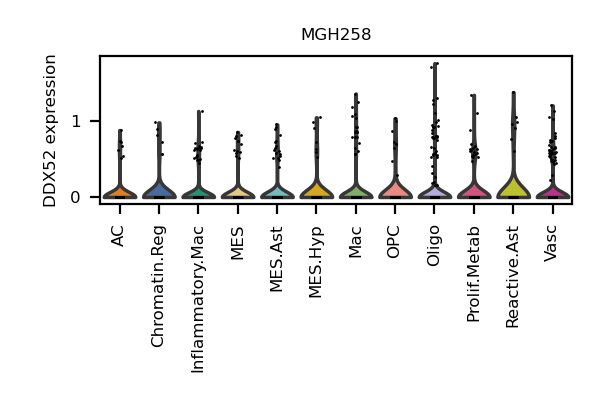 MGH258
DDX52 expression
1
0
AC
Chromatin.Reg
Inflammatory.Mac
MES
MES.Ast
MES.Hyp
Mac
OPC
Oligo
Prolif.Metab
Reactive.Ast
Vasc